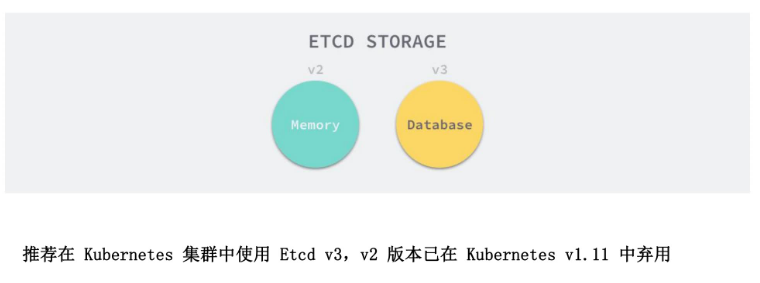 ETCD STORAGE
v2 v3
Memory Database
推荐在 Kubernetes 集群中使用 Etcd v3，v2 版本已在 Kubernetes v1.11 中弃用